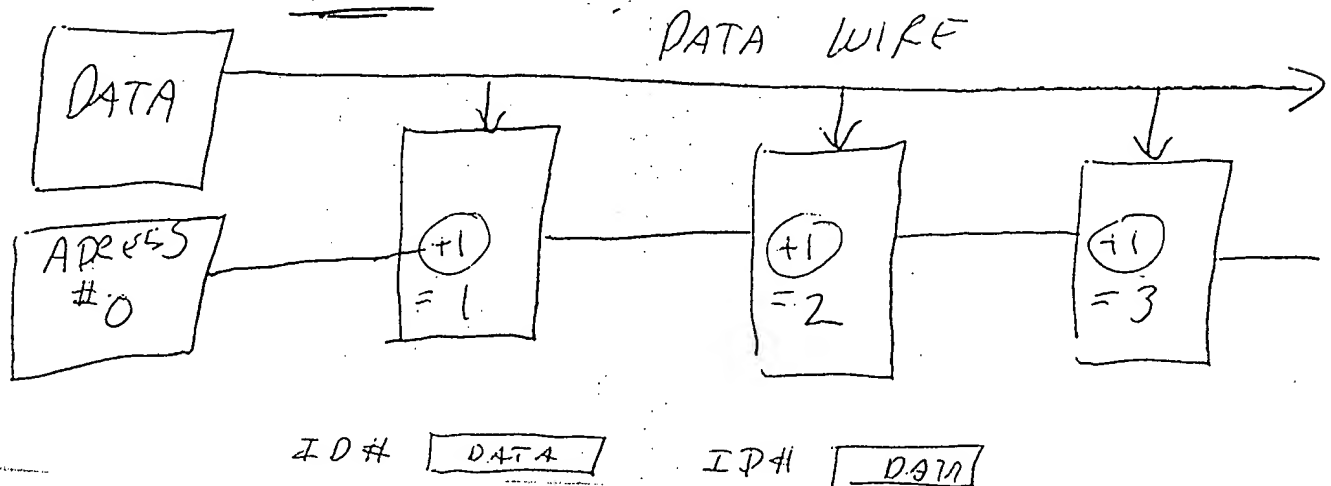 DATA WIRE
DATA
ADRESS
#0
+1
= 1
+1
= 2
+1
= 3
ID# DATA ID# DATA